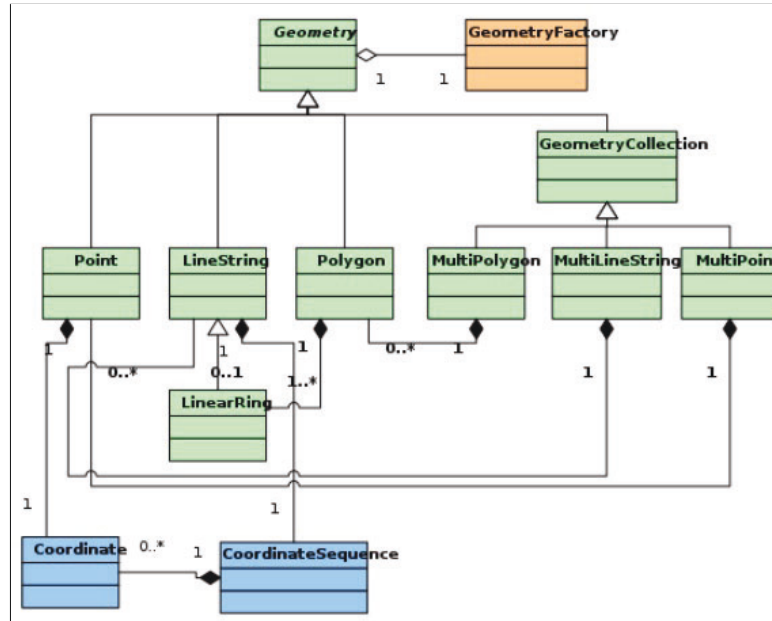 Geometry
GeometryFactory
1
1
GeometryCollection
Point
LineString
Polygon
MultiPolygon
MultiLineString
MultiPoin
1
1
1
0..*
1
0..*
0..1
1..*
1
1
LinearRing
1
1
Coordinate
0..*
1
CoordinateSequence